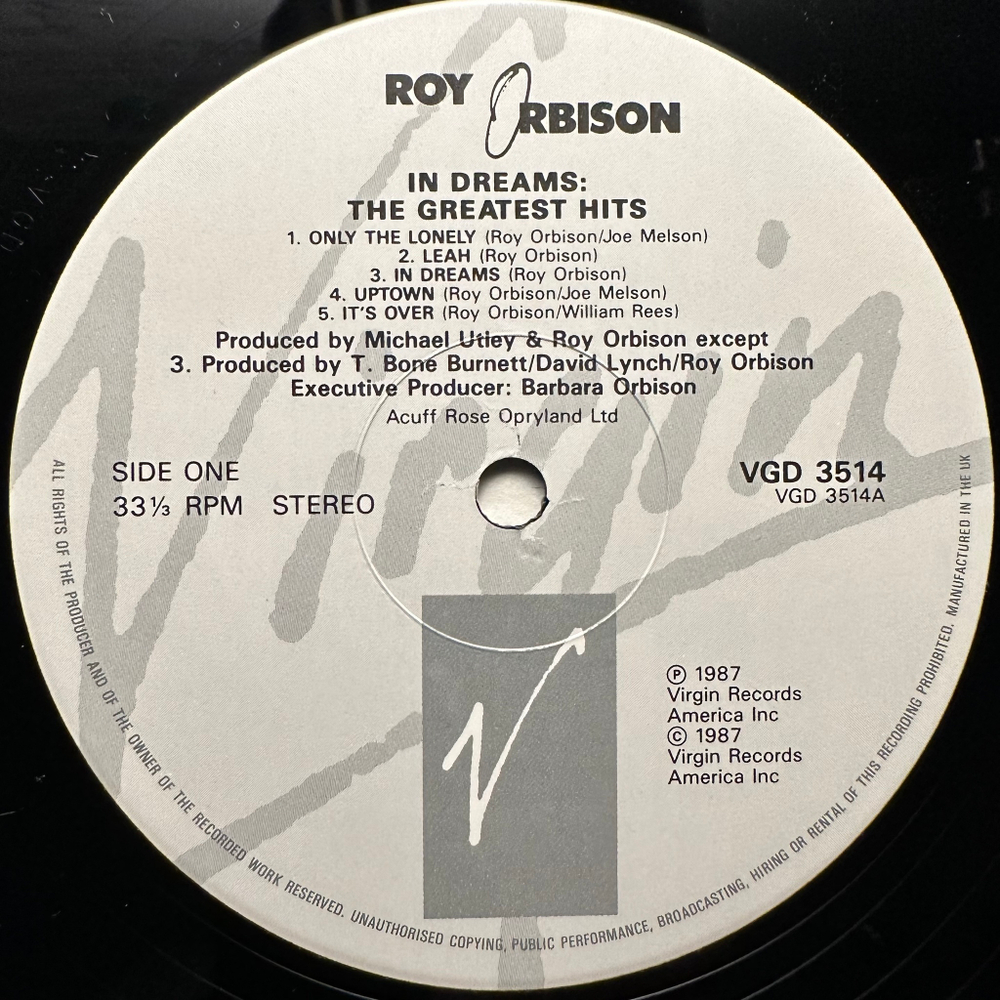 ROY ORBISON
IN DREAMS:
THE GREATEST HITS
1. ONLY THE LONELY (Roy Orbison/Joe Melson)
2. LEAH (Roy Orbison)
3. IN DREAMS (Roy Orbison)
4. UPTOWN (Roy Orbison/Joe Melson)
5. IT'S OVER (Roy Orbison/William Rees)
Produced by Michael Utley & Roy Orbison except
3. Produced by T. Bone Burnett/David Lynch/Roy Orbison
Executive Producer: Barbara Orbison
Acuff Rose Opryland Ltd
SIDE ONE
33⅓ RPM STEREO
VGD 3514
VGD 3514A
Virgin
V
Ⓟ 1987
Virgin Records
America Inc
© 1987
Virgin Records
America Inc
ALL RIGHTS OF THE PRODUCER AND OF THE OWNER OF THE RECORDED WORK RESERVED. UNAUTHORISED COPYING, PUBLIC PERFORMANCE, BROADCASTING, HIRING OR RENTAL OF THIS RECORDING PROHIBITED. MANUFACTURED IN THE UK